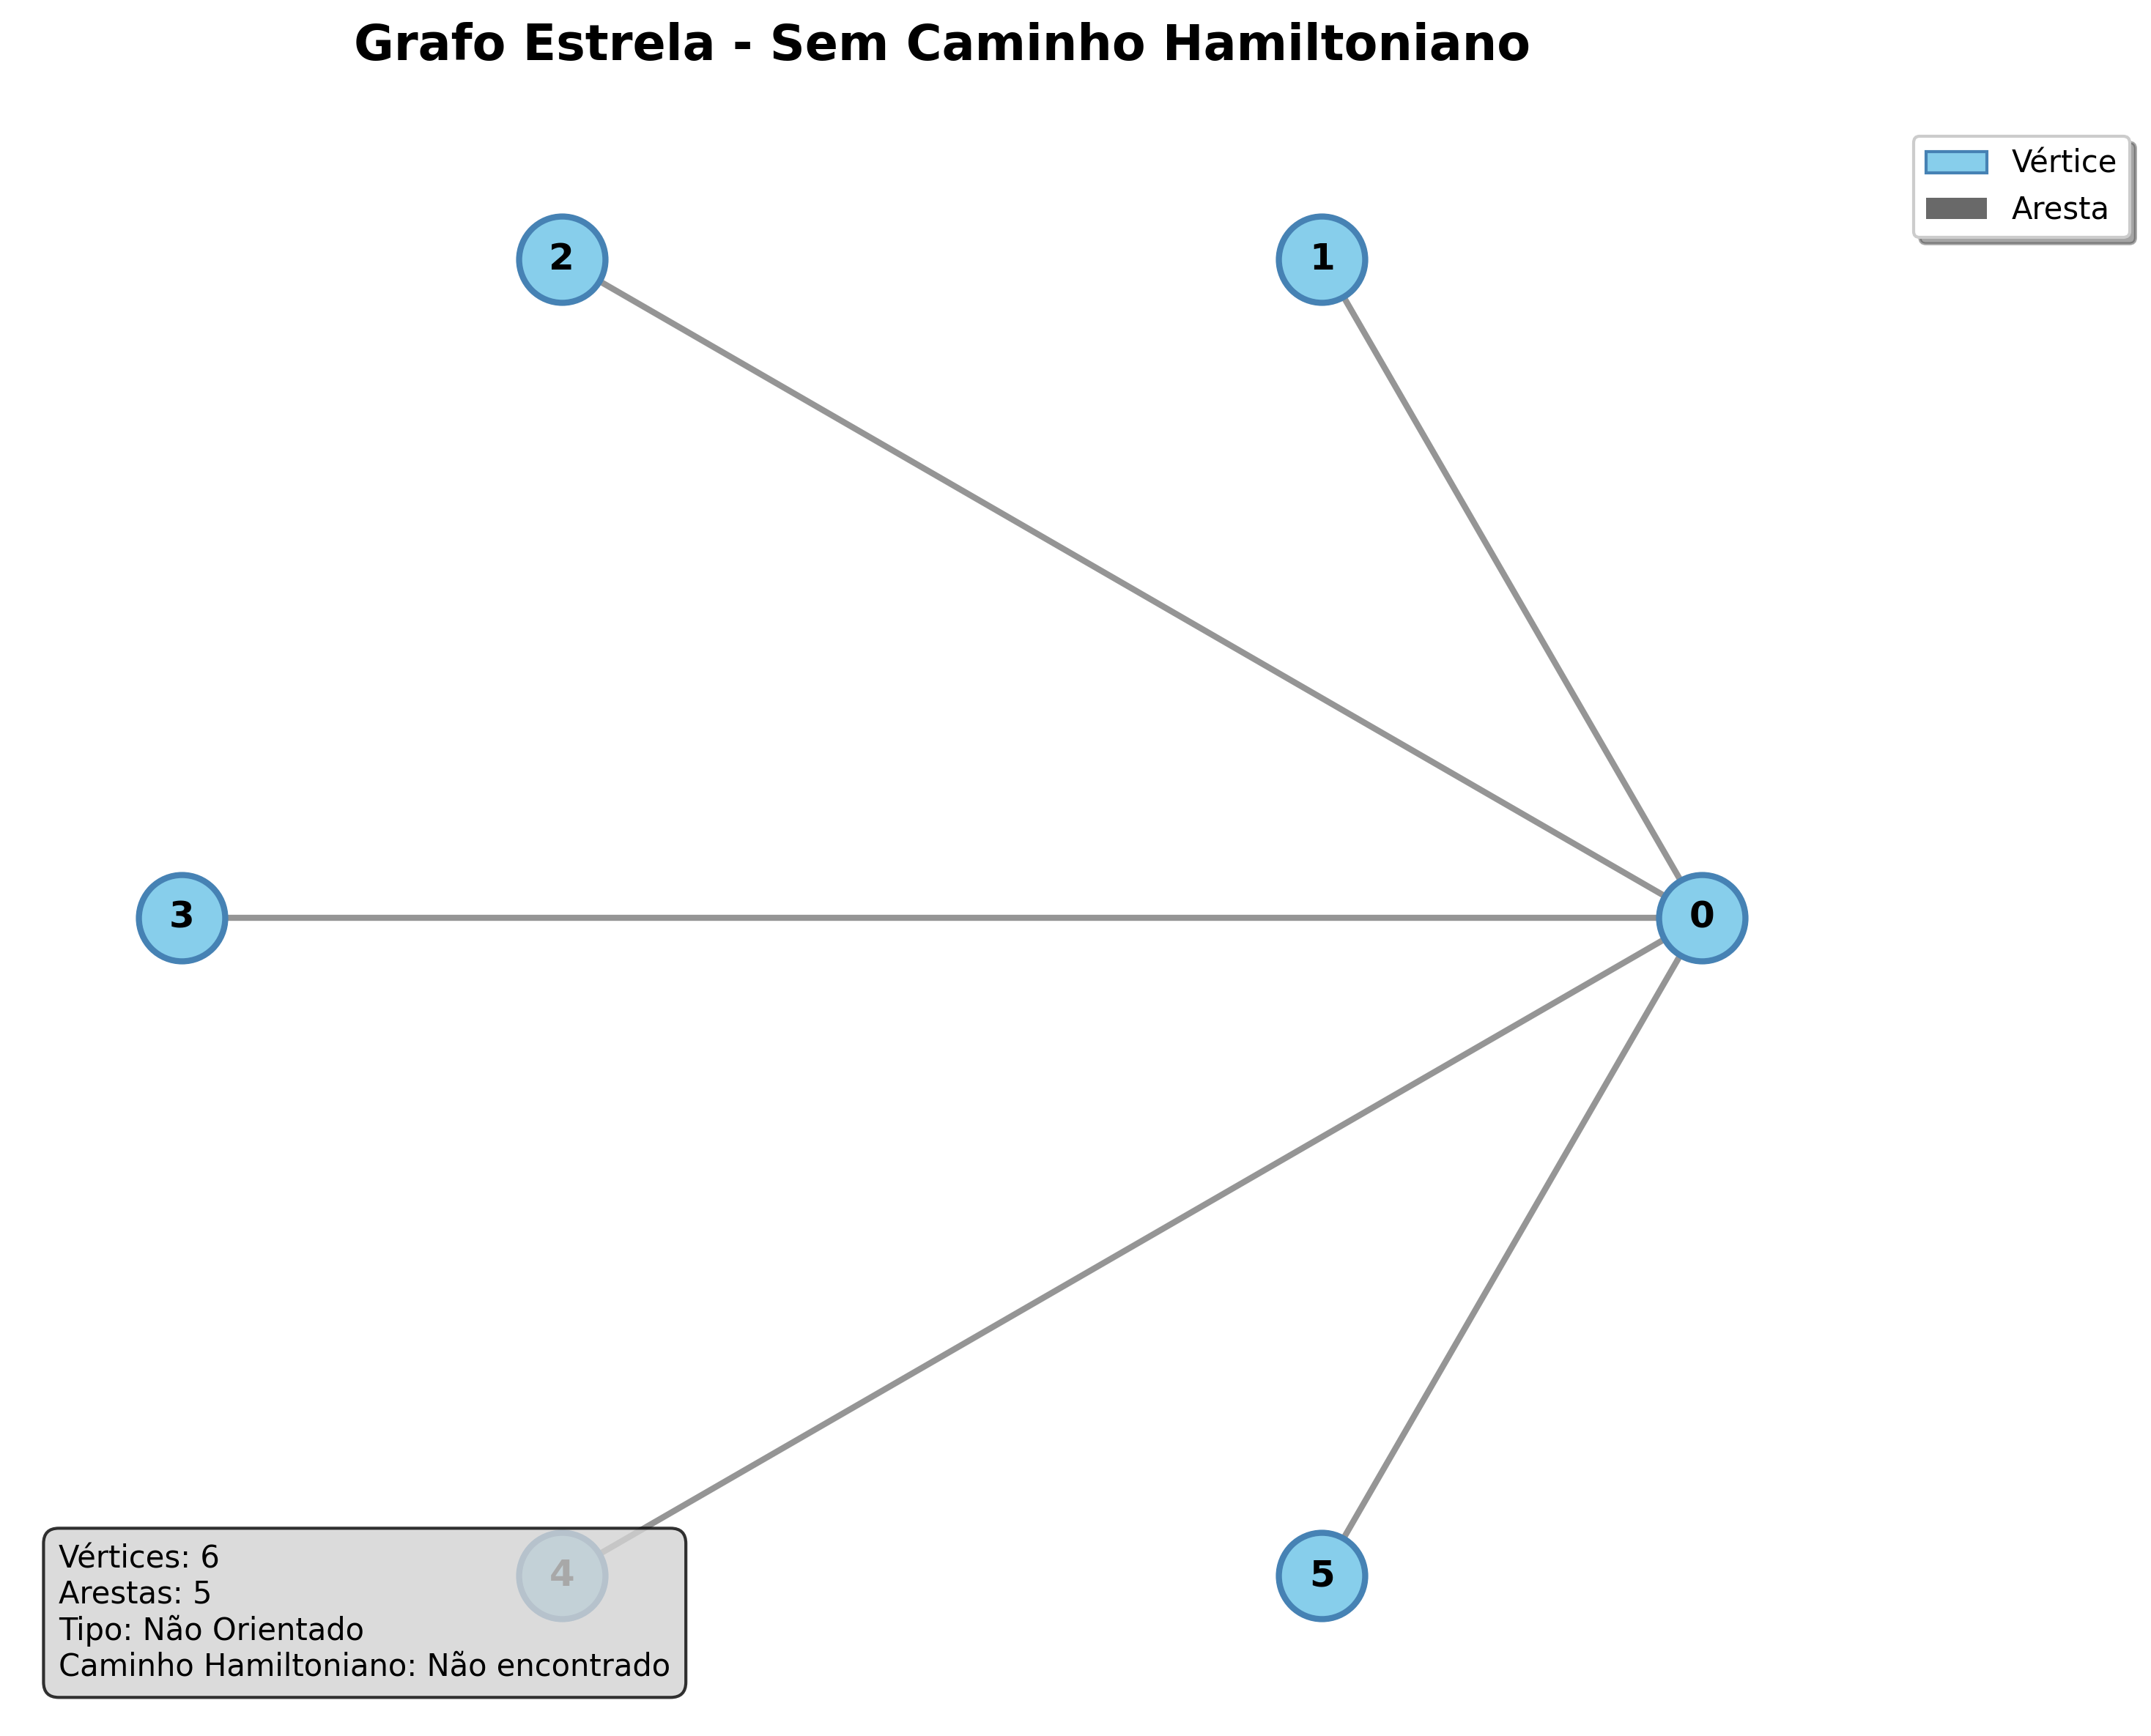 Grafo Estrela - Sem Caminho Hamiltoniano
Vértice
Aresta
2
1
3
0
4
5
Vértices: 6
Arestas: 5
Tipo: Não Orientado
Caminho Hamiltoniano: Não encontrado